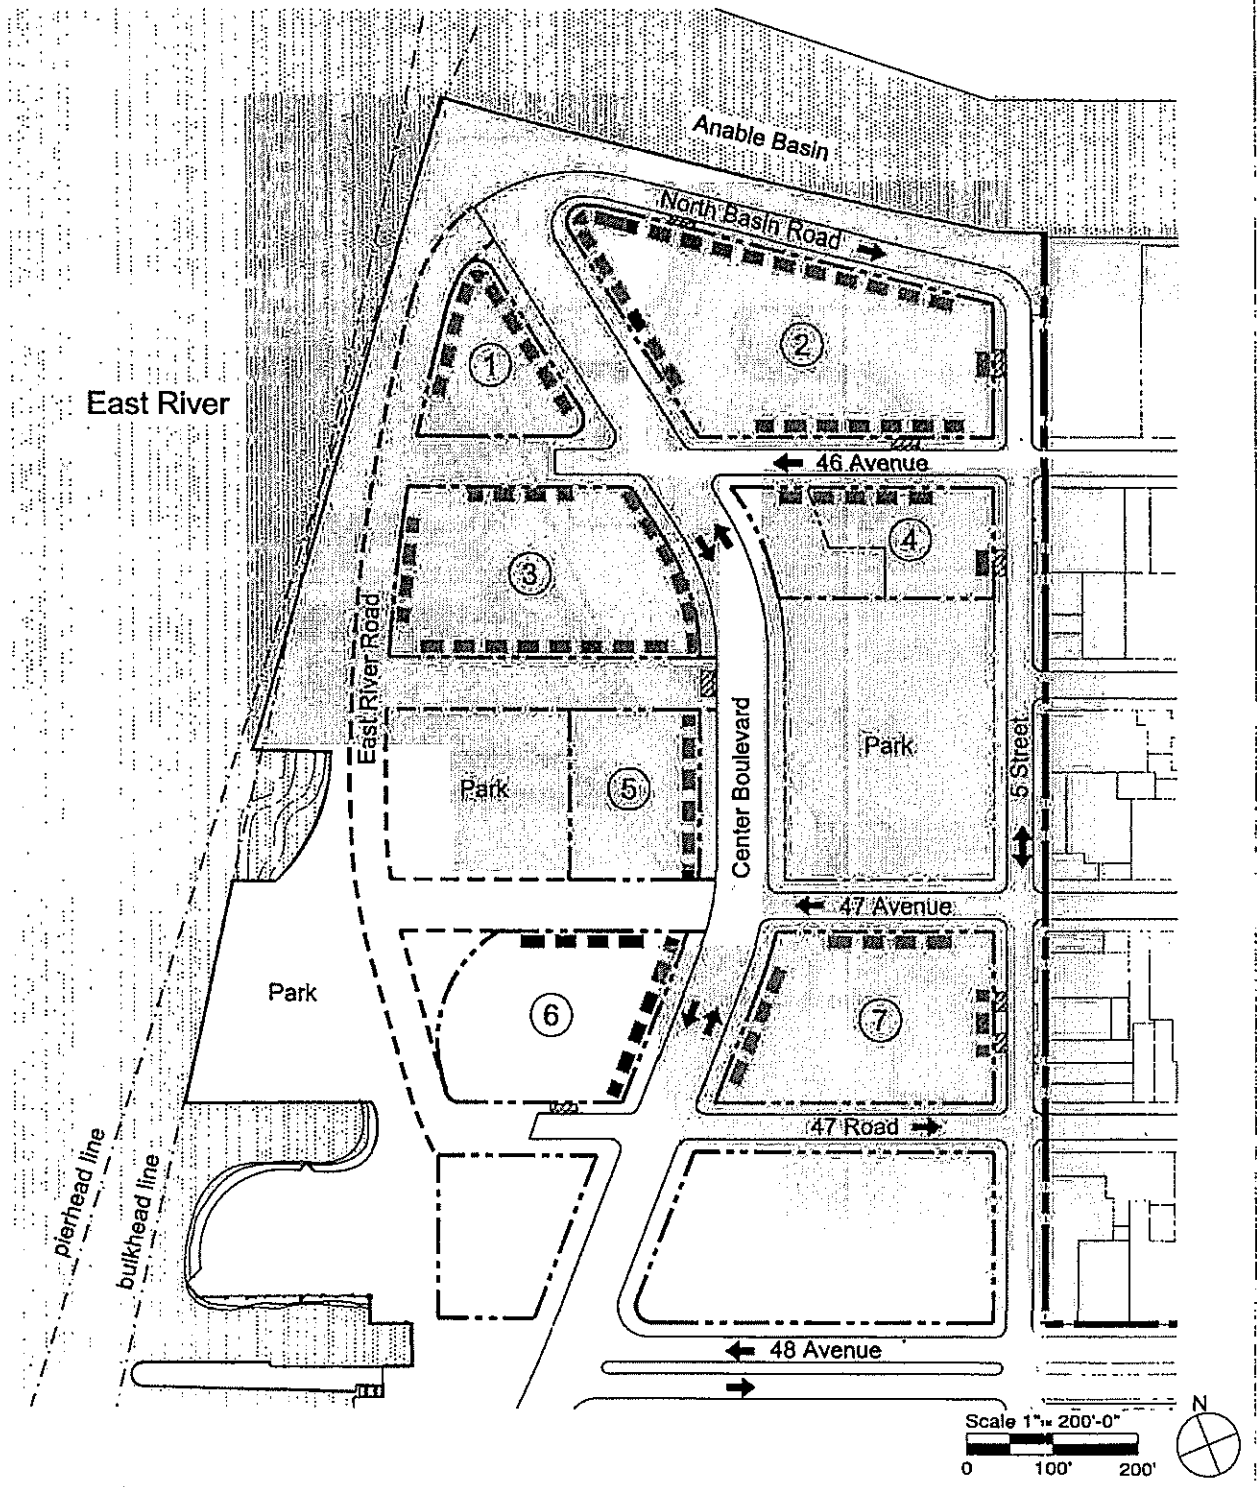 Anable Basin
North Basin Road
2
1
East River
46 Avenue
4
3
East River Road
Park
5 Street
Center Boulevard
Park
5
47 Avenue
Park
6
7
47 Road
pierhead line
bulkhead line
48 Avenue
N
Scale 1"= 200'-0"
0 100' 200'